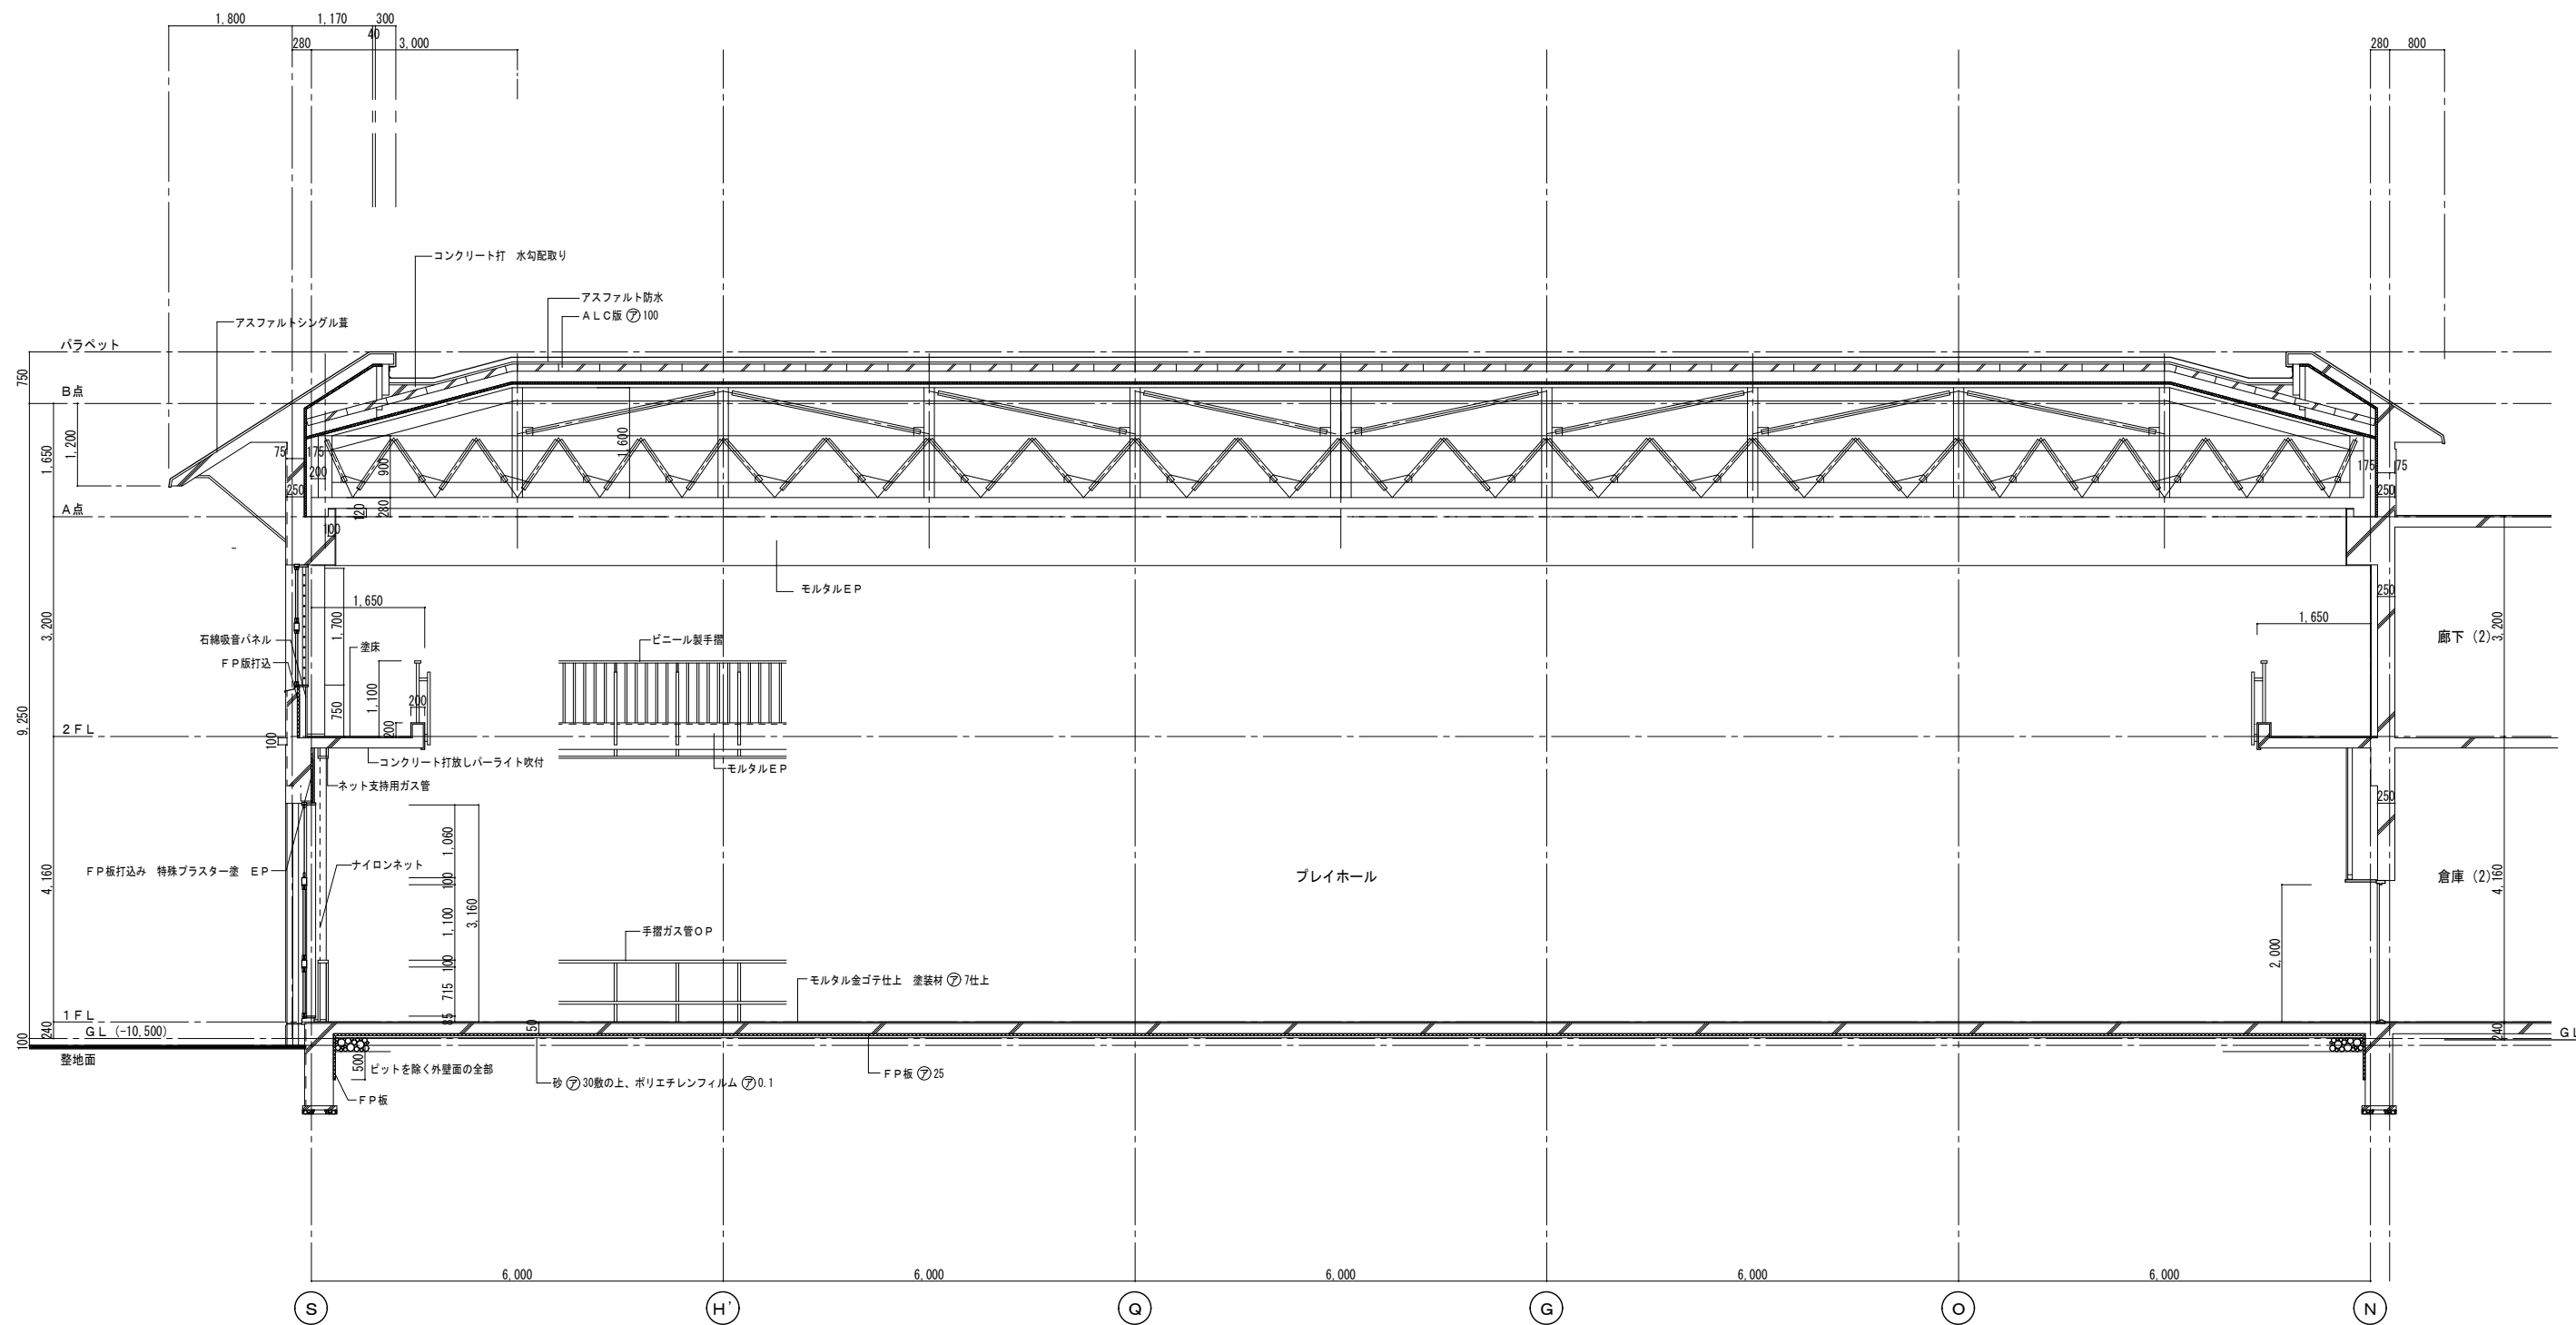 1,800
1,170
300
40
280
3,000
280
800
コンクリート打　水勾配取り
アスファルト防水
ＡＬＣ版 ㋐100
アスファルトシングル葺
パラペット
750
B点
1,650
1,200
75
175
200
250
900
280
120
100
1,600
175
75
250
A点
モルタルＥＰ
3,200
9,250
1,650
1,700
石綿吸音パネル
ＦＰ版打込
塗床
ビニール製手摺
1,100
200
750
200
100
250
1,650
廊下（2）
3,200
２ＦＬ
コンクリート打放しパーライト吹付
モルタルＥＰ
ネット支持用ガス管
250
4,160
1,060
ＦＰ板打込み　特殊プラスター塗　ＥＰ
ナイロンネット
100
プレイホール
倉庫（2）
4,160
1,100
3,160
手摺ガス管ＯＰ
2,000
100
モルタル金ゴテ仕上　塗装材 ㋐ 7仕上
715
85
１ＦＬ
ＧＬ（-10,500）
240
100
50
240
ＧＬ
整地面
500
ピットを除く外壁面の全部
砂 ㋐ 30敷の上、ポリエチレンフィルム ㋐ 0.1
ＦＰ板 ㋐ 25
ＦＰ板
6,000
6,000
6,000
6,000
6,000
S
H'
Q
G
O
N